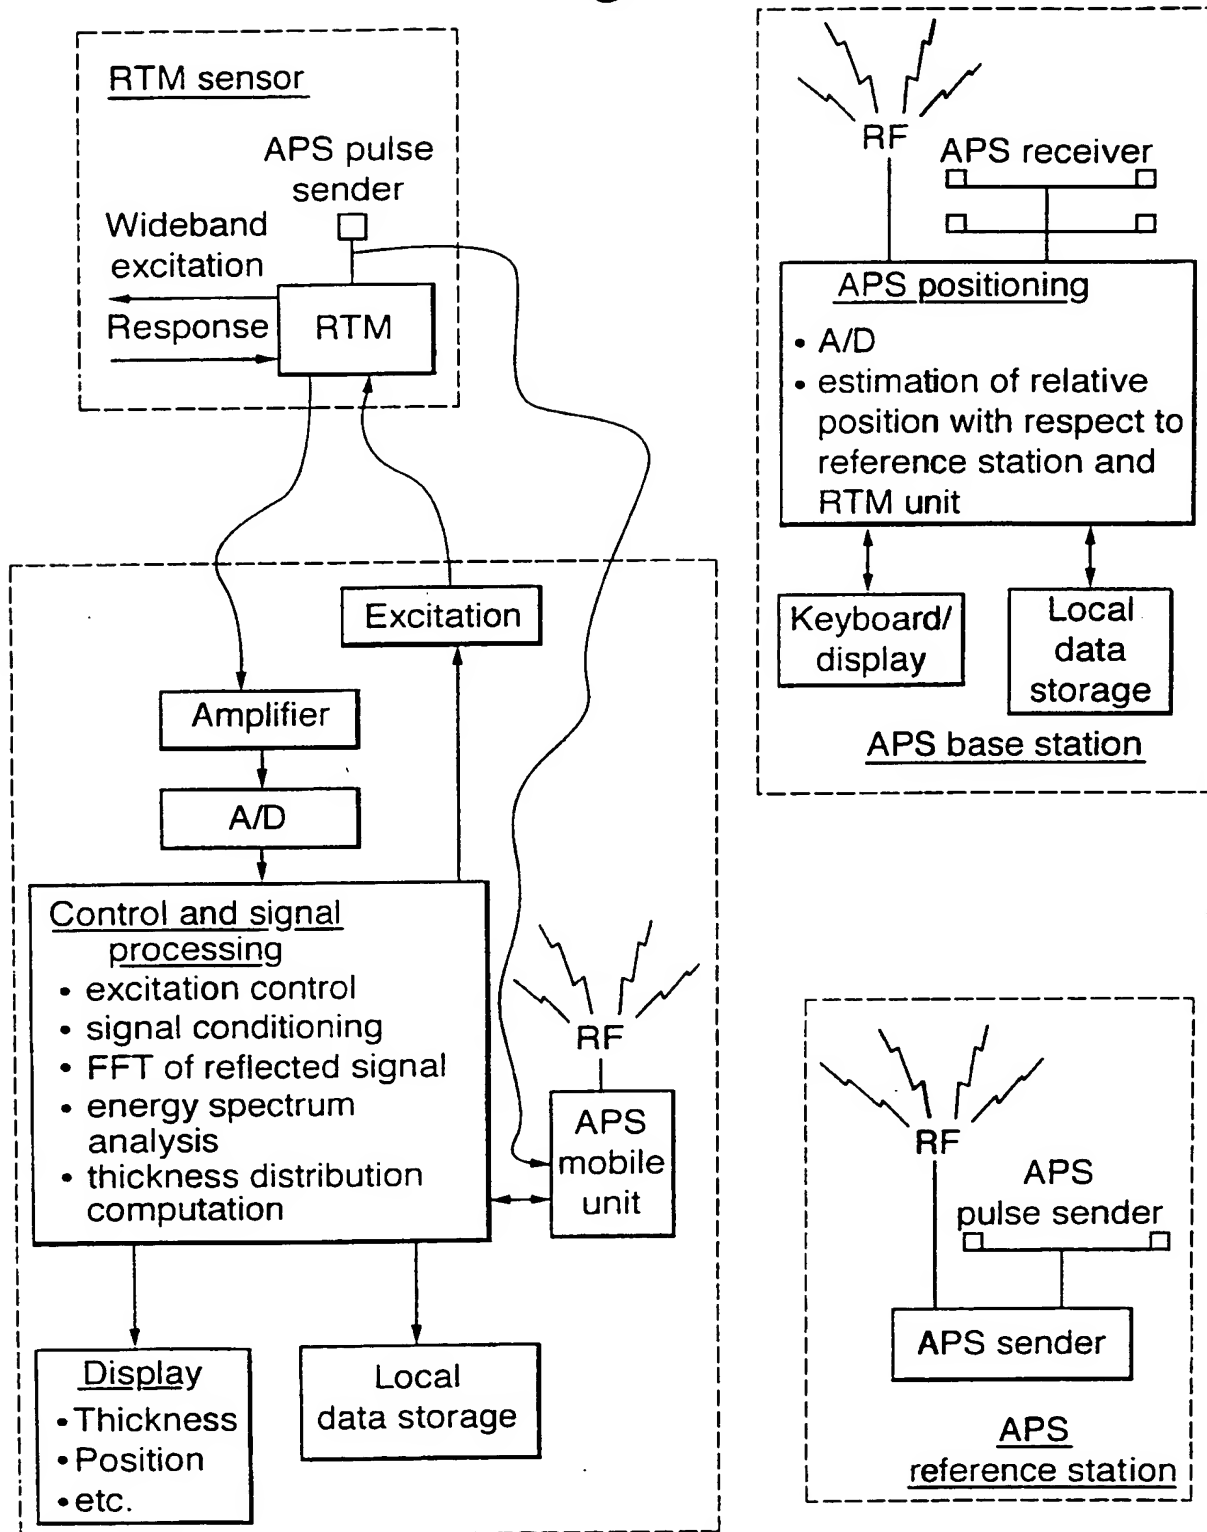 RTM sensor
APS pulse
sender
Wideband
excitation
Response
RTM
Excitation
Amplifier
A/D
Control and signal
processing
• excitation control
• signal conditioning
• FFT of reflected signal
• energy spectrum
analysis
• thickness distribution
computation
RF
APS
mobile
unit
Display
• Thickness
• Position
• etc.
Local
data storage
RF
APS receiver
APS positioning
• A/D
• estimation of relative
position with respect to
reference station and
RTM unit
Keyboard/
display
Local
data
storage
APS base station
RF
APS
pulse sender
APS sender
APS
reference station